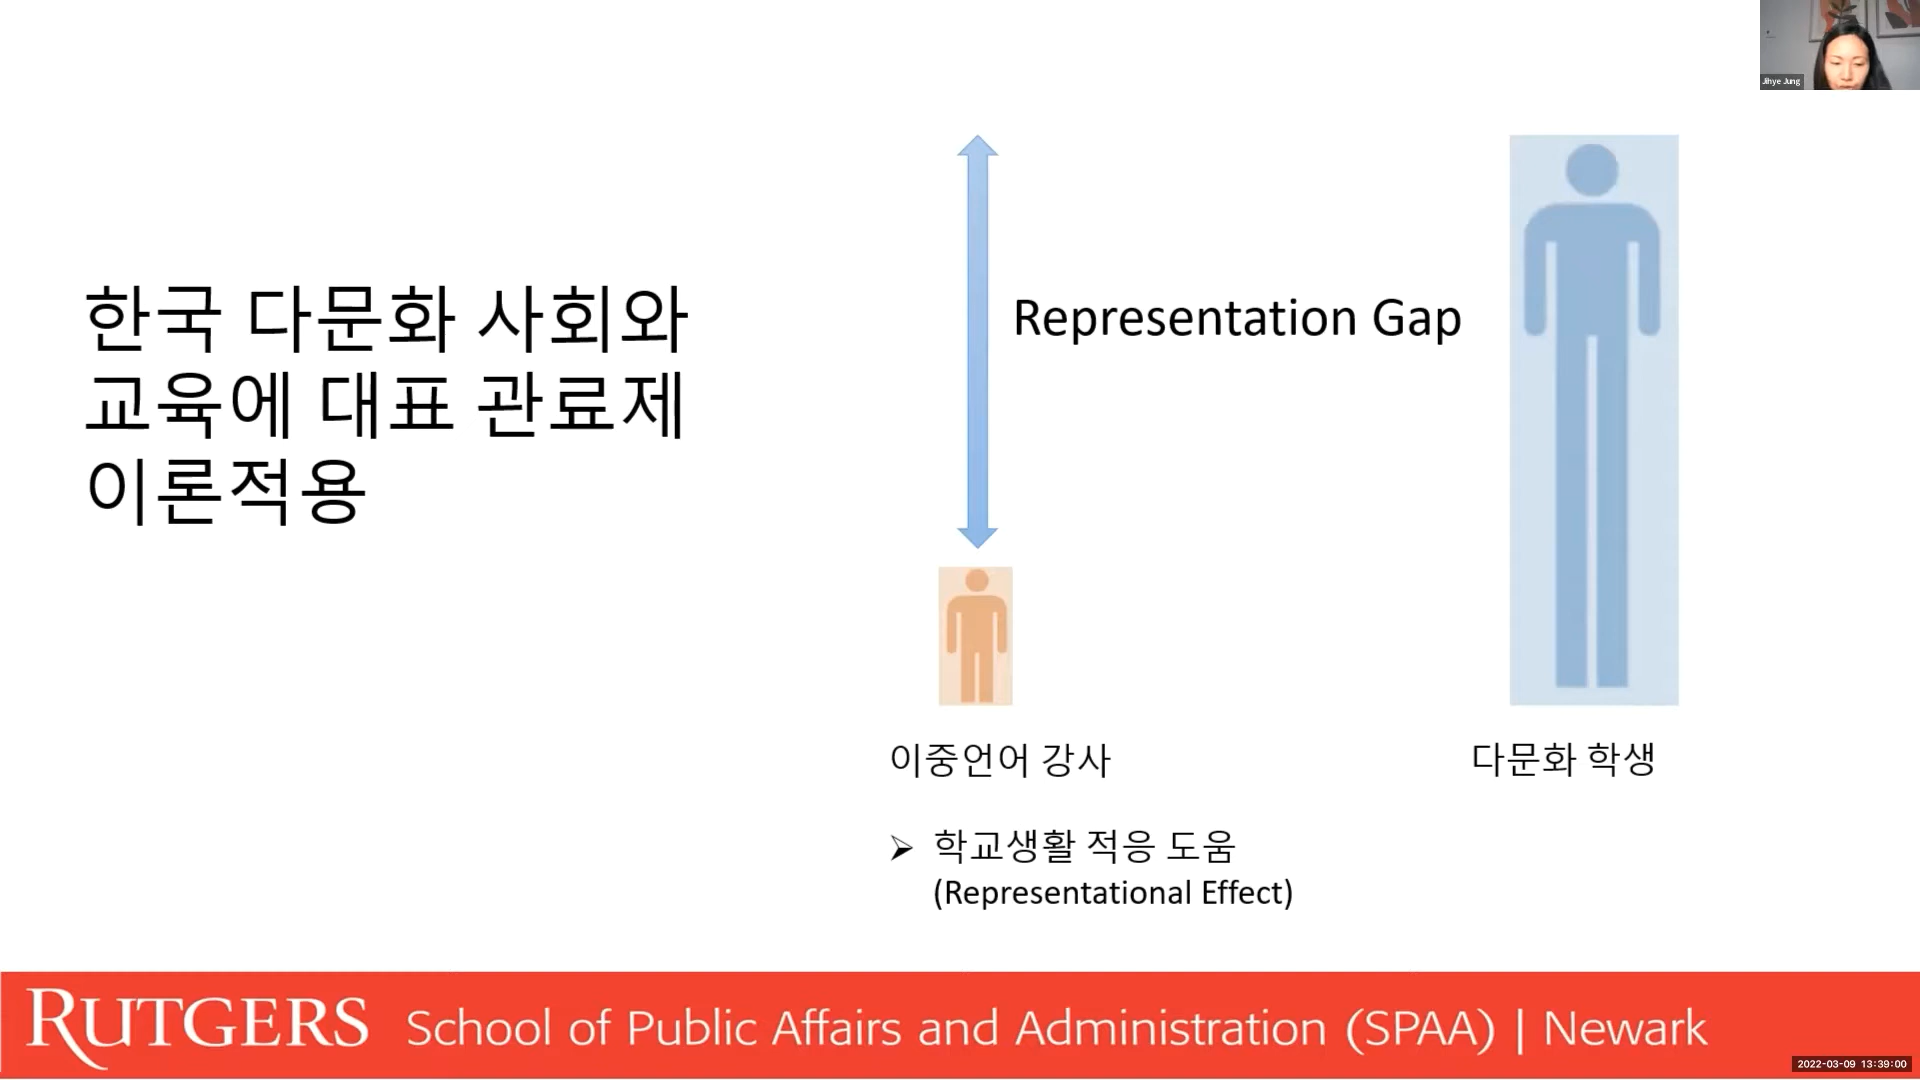 Jihye Jung
한국 다문화 사회와
교육에 대표 관료제
이론적용
Representation Gap
이중언어 강사
다문화 학생
➢ 학교생활 적응 도움
(Representational Effect)
RUTGERS School of Public Affairs and Administration (SPAA) | Newark
2022-03-09 13:39:00